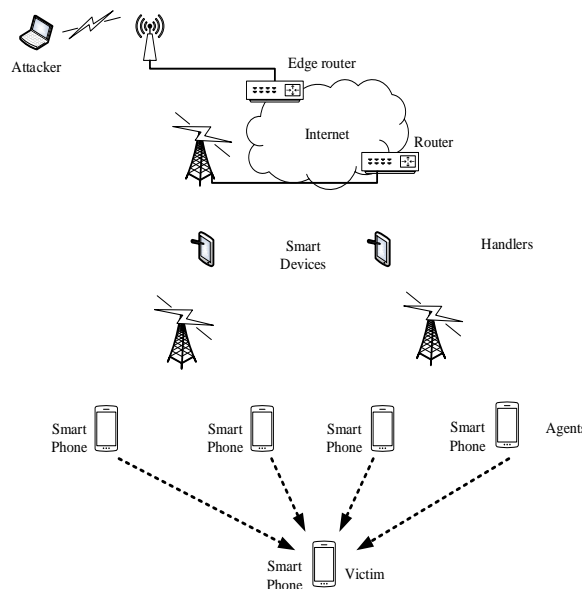 Attacker
Edge router
Internet
Router
Smart
Devices
Handlers
Smart
Phone
Smart
Phone
Smart
Phone
Smart
Phone
Agents
Smart
Phone
Victim